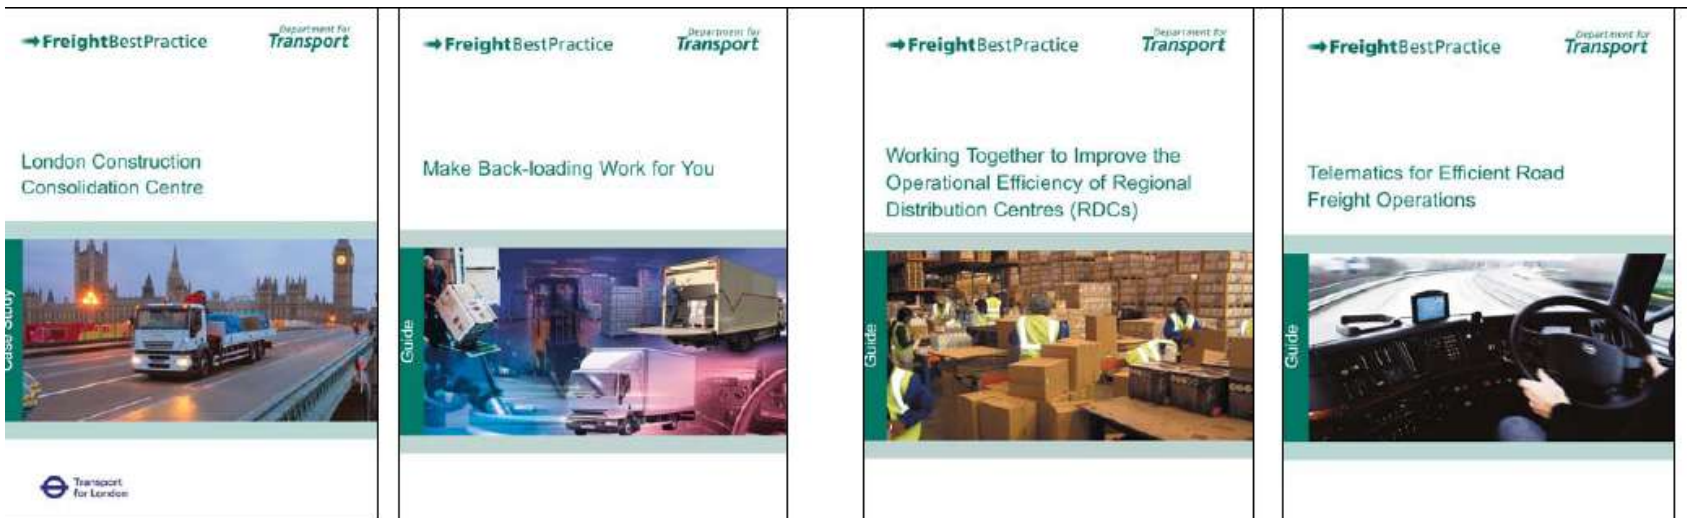 FreightBestPractice
Department for
Transport
London Construction
Consolidation Centre
Case Study
Transport
for London
FreightBestPractice
Department for
Transport
Make Back-loading Work for You
Guide
FreightBestPractice
Department for
Transport
Working Together to Improve the
Operational Efficiency of Regional
Distribution Centres (RDCs)
Guide
FreightBestPractice
Department for
Transport
Telematics for Efficient Road
Freight Operations
Guide